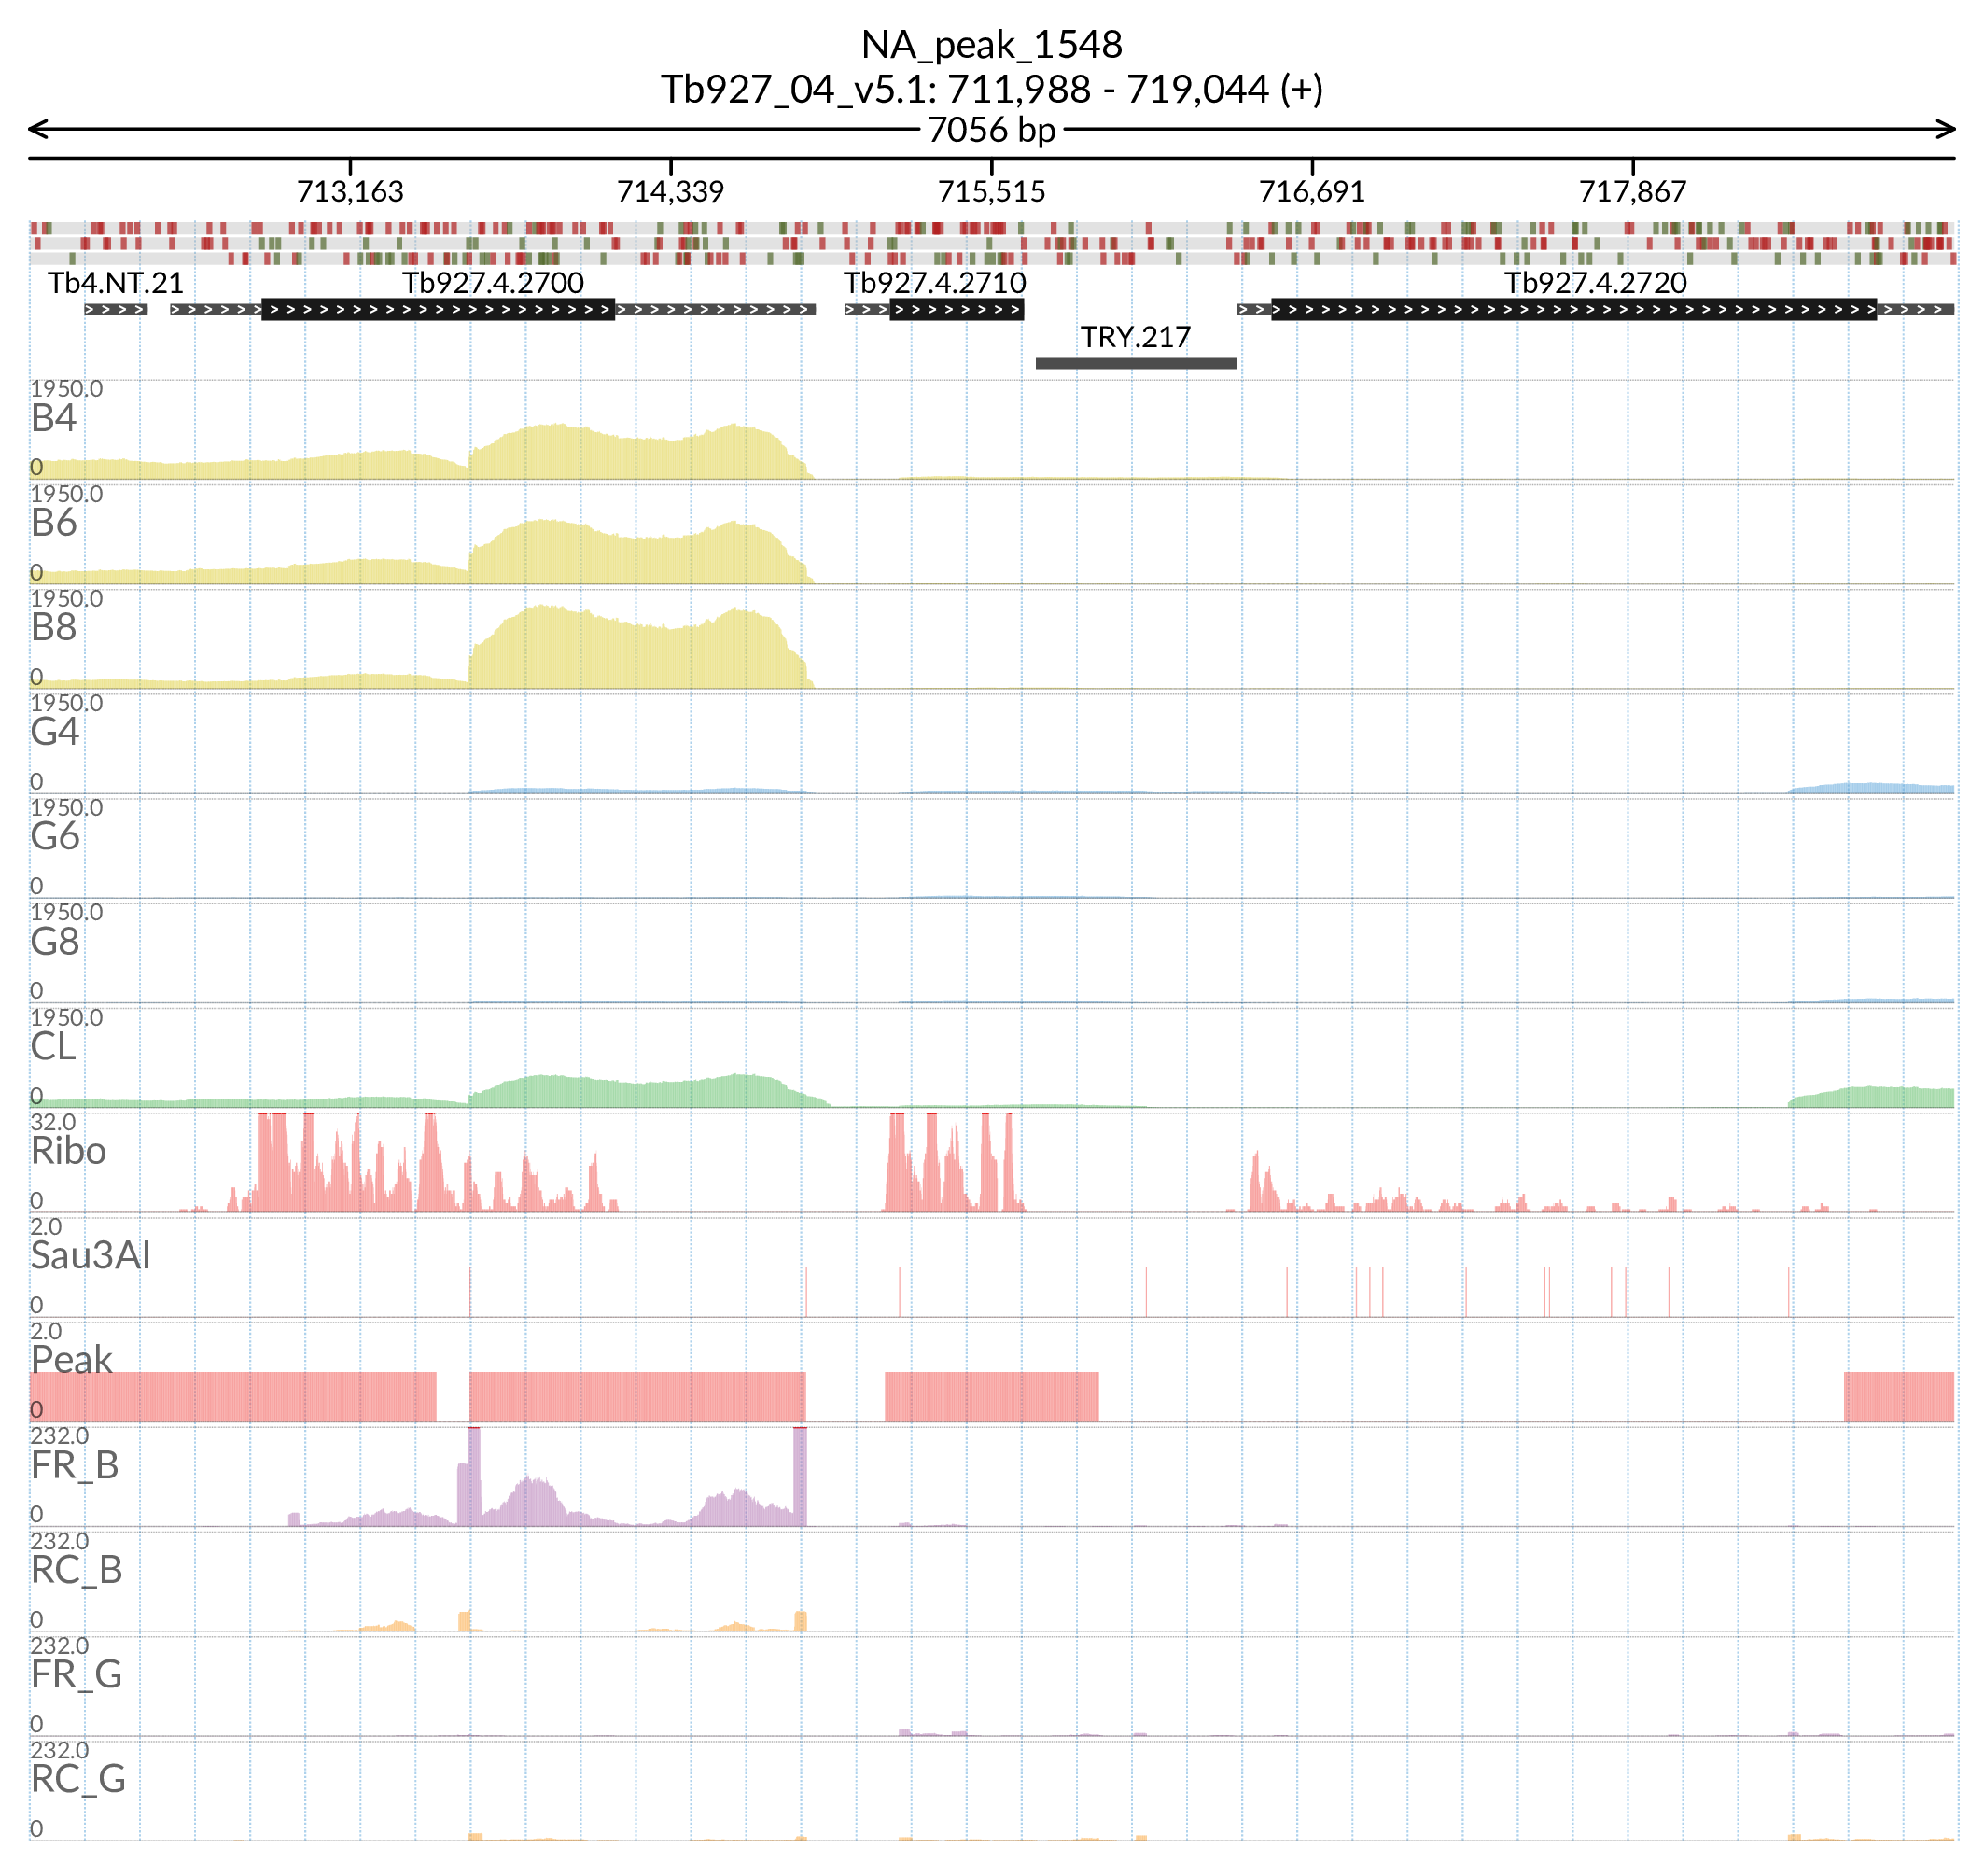 NA_peak_1548
Tb927_04_v5.1: 711,988 - 719,044 (+)
7056 bp
713,163 714,339 715,515 716,691 717,867
Tb4.NT.21 Tb927.4.2700 Tb927.4.2710 Tb927.4.2720
TRY.217
1950.0
B4
0
1950.0
B6
0
1950.0
B8
0
1950.0
G4
0
1950.0
G6
0
1950.0
G8
0
1950.0
CL
0
32.0
Ribo
0
2.0
Sau3AI
0
2.0
Peak
0
232.0
FR_B
0
232.0
RC_B
0
232.0
FR_G
0
232.0
RC_G
0